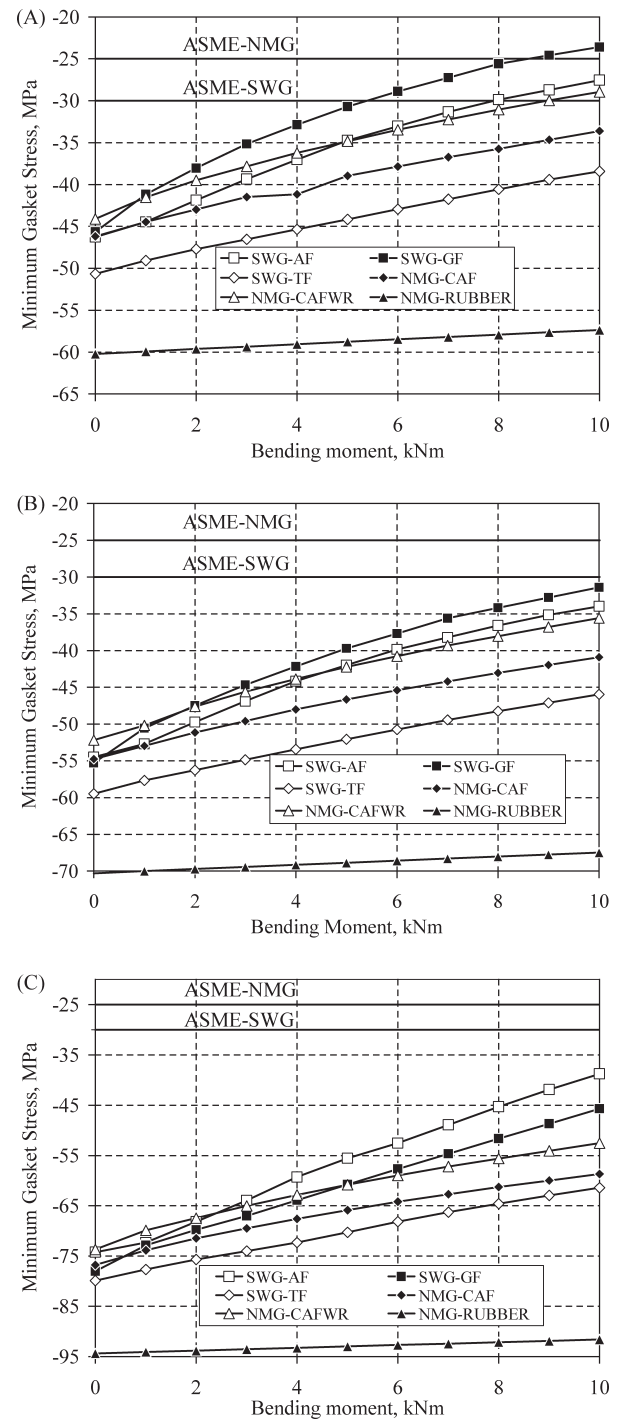 (A)
-20
ASME-NMG
-25
ASME-SWG
-30
-35
-40
-45
-50
-55
-60
-65
Minimum Gasket Stress, MPa
SWG-AF SWG-GF
SWG-TF NMG-CAF
NMG-CAFWR NMG-RUBBER
0 2 4 6 8 10
Bending moment, kNm
(B)
-20
ASME-NMG
-25
ASME-SWG
-30
-35
-40
-45
-50
-55
-60
-65
-70
Minimum Gasket Stress, MPa
SWG-AF SWG-GF
SWG-TF NMG-CAF
NMG-CAFWR NMG-RUBBER
0 2 4 6 8 10
Bending Moment, kNm
(C)
ASME-NMG
-25
ASME-SWG
-35
-45
-55
-65
-75
-85
-95
Minimum Gasket Stress, MPa
SWG-AF SWG-GF
SWG-TF NMG-CAF
NMG-CAFWR NMG-RUBBER
0 2 4 6 8 10
Bending moment, kNm